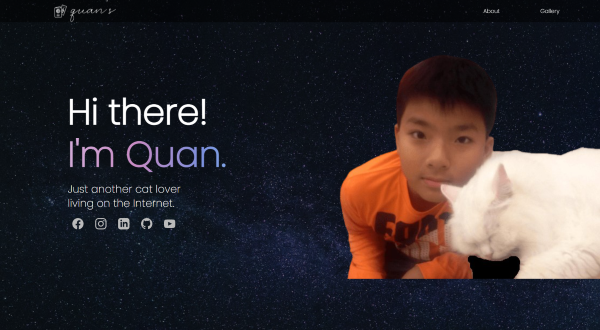 quan's
About
Gallery
Hi there!
I'm Quan.
Just another cat lover
living on the Internet.